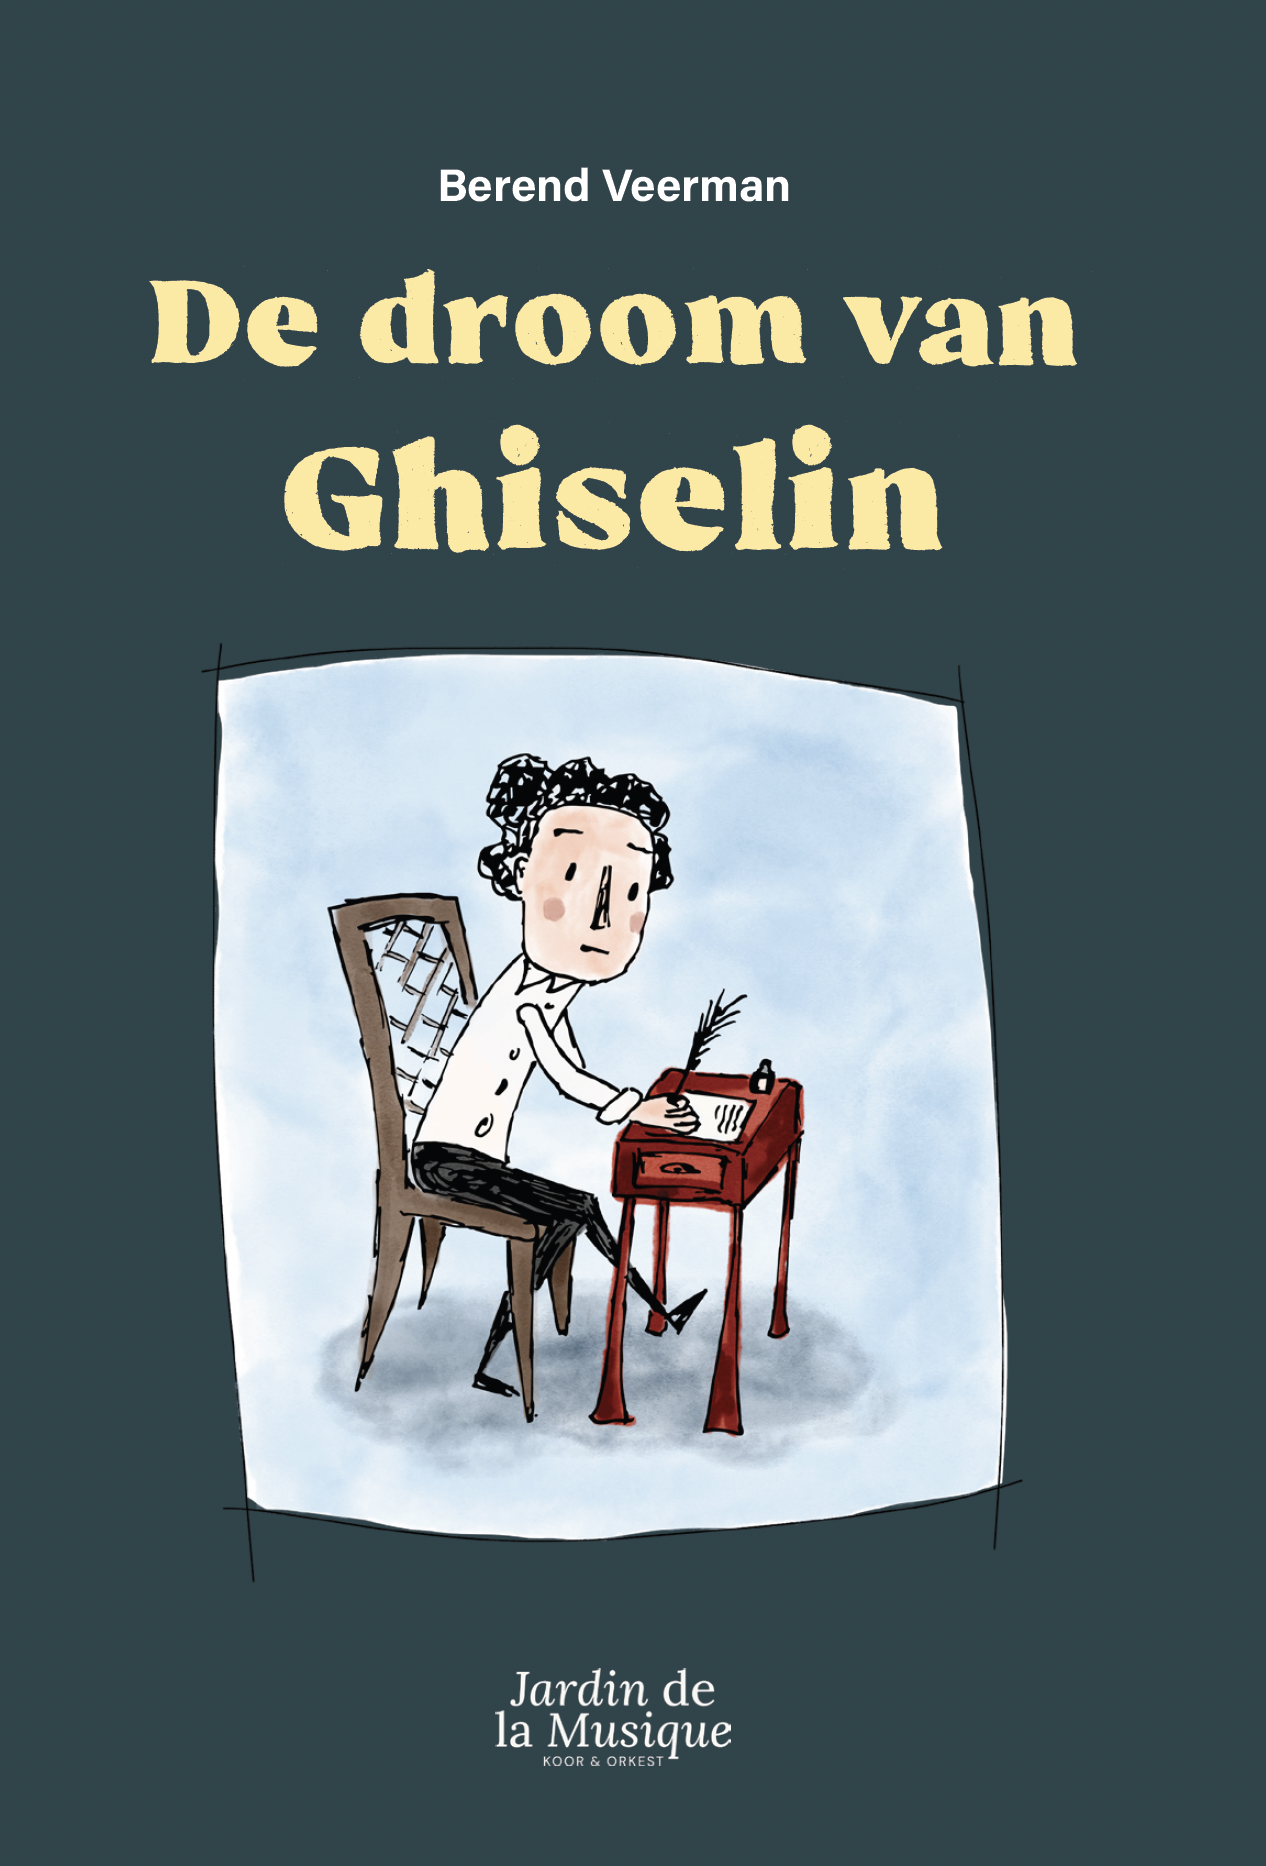 Berend Veerman
De droom van
Ghiselin
Jardin de
la Musique
KOOR & ORKEST